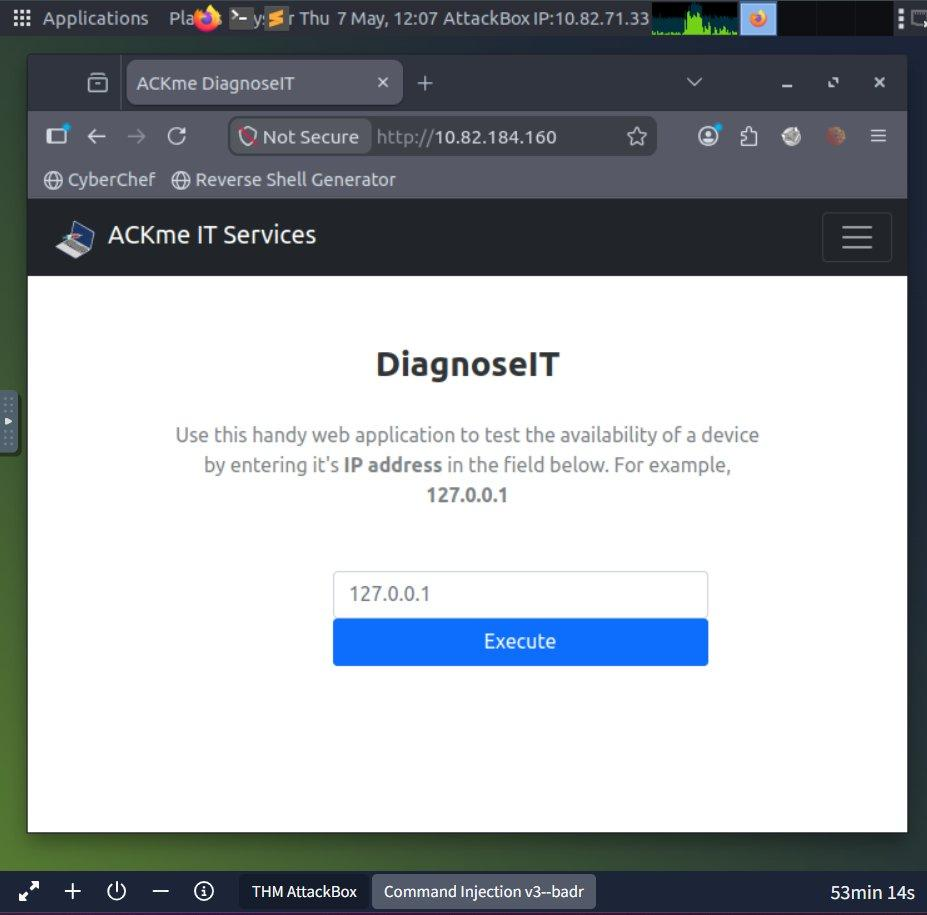 Applications Pla Thu 7 May, 12:07 AttackBox IP:10.82.71.33
ACKme DiagnoseIT
Not Secure http://10.82.184.160
CyberChef Reverse Shell Generator
ACKme IT Services
DiagnoseIT
Use this handy web application to test the availability of a device
by entering it's IP address in the field below. For example,
127.0.0.1
127.0.0.1
Execute
THM AttackBox Command Injection v3--badr 53min 14s